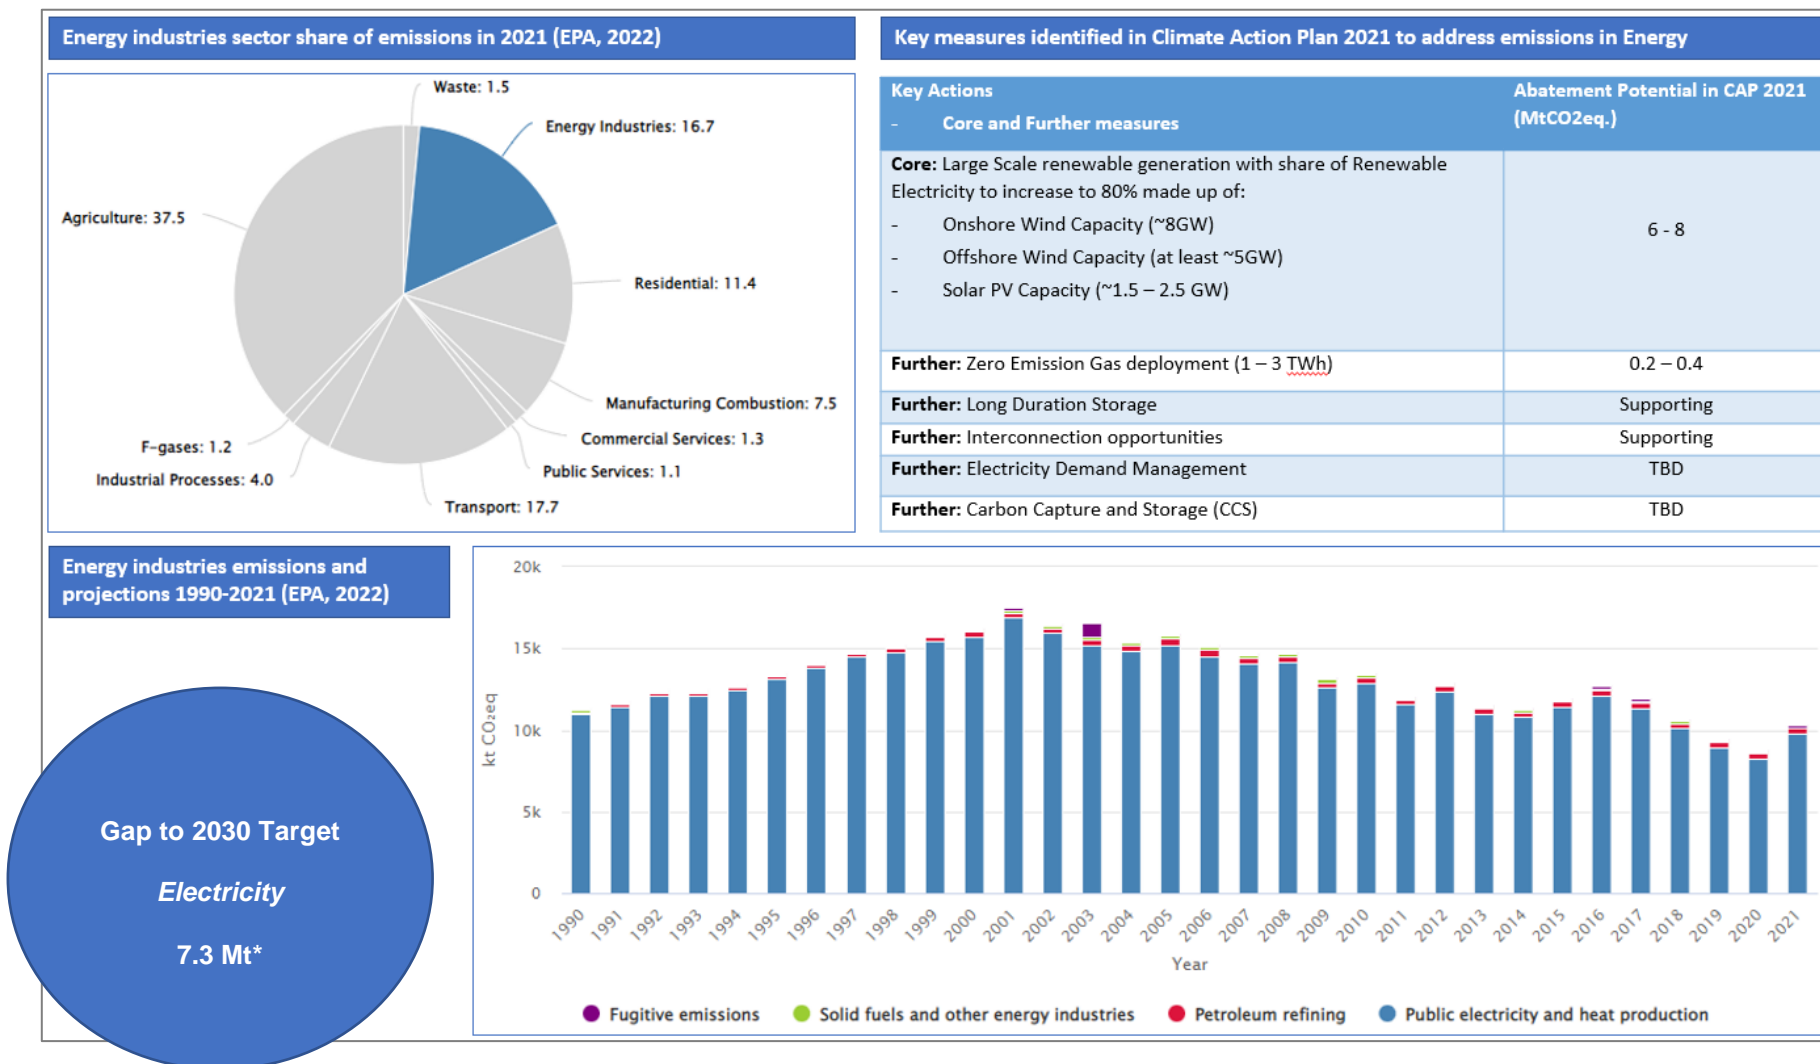 Energy industries sector share of emissions in 2021 (EPA, 2022)
Waste: 1.5
Energy Industries: 16.7
Agriculture: 37.5
Residential: 11.4
Manufacturing Combustion: 7.5
F-gases: 1.2
Commercial Services: 1.3
Industrial Processes: 4.0
Public Services: 1.1
Transport: 17.7
Key measures identified in Climate Action Plan 2021 to address emissions in Energy
Key Actions
- Core and Further measures
Abatement Potential in CAP 2021
(MtCO2eq.)
Core: Large Scale renewable generation with share of Renewable
Electricity to increase to 80% made up of:
- Onshore Wind Capacity (~8GW)
- Offshore Wind Capacity (at least ~5GW)
- Solar PV Capacity (~1.5 – 2.5 GW)
6 - 8
Further: Zero Emission Gas deployment (1 – 3 TWh)
0.2 – 0.4
Further: Long Duration Storage
Supporting
Further: Interconnection opportunities
Supporting
Further: Electricity Demand Management
TBD
Further: Carbon Capture and Storage (CCS)
TBD
Energy industries emissions and
projections 1990-2021 (EPA, 2022)
Gap to 2030 Target
Electricity
7.3 Mt*
kt CO₂eq
20k
15k
10k
5k
0
1990 1991 1992 1993 1994 1995 1996 1997 1998 1999 2000 2001 2002 2003 2004 2005 2006 2007 2008 2009 2010 2011 2012 2013 2014 2015 2016 2017 2018 2019 2020 2021
Year
Fugitive emissions Solid fuels and other energy industries Petroleum refining Public electricity and heat production